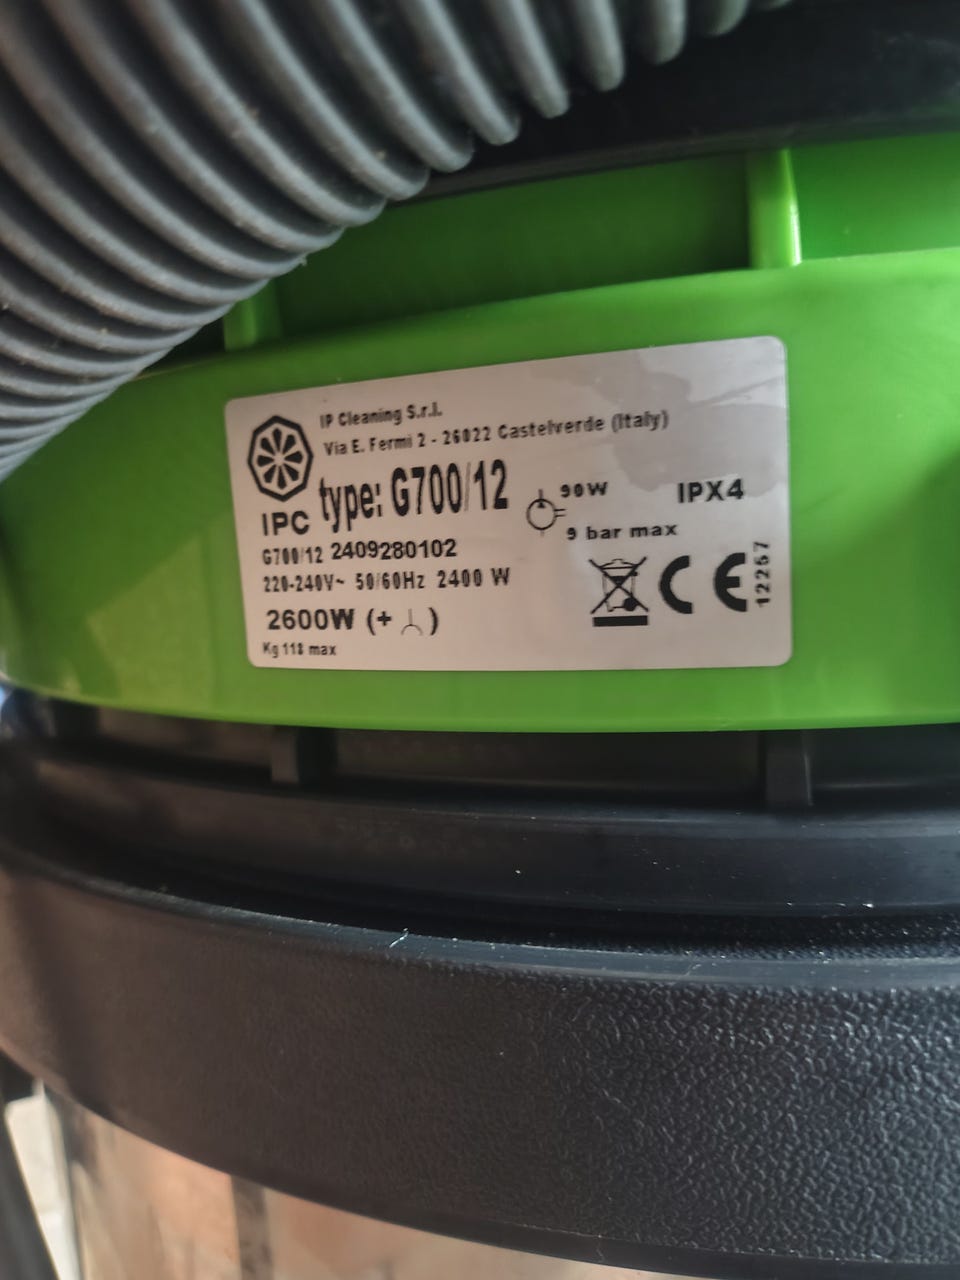 IP Cleaning S.r.l.
Via E. Fermi 2 - 26022 Castelverde (Italy)
IPC
type: G700/12
90W
IPX4
9 bar max
G700/12 2409280102
220-240V~ 50/60Hz 2400 W
2600W (+ )
Kg 118 max
CE
12257